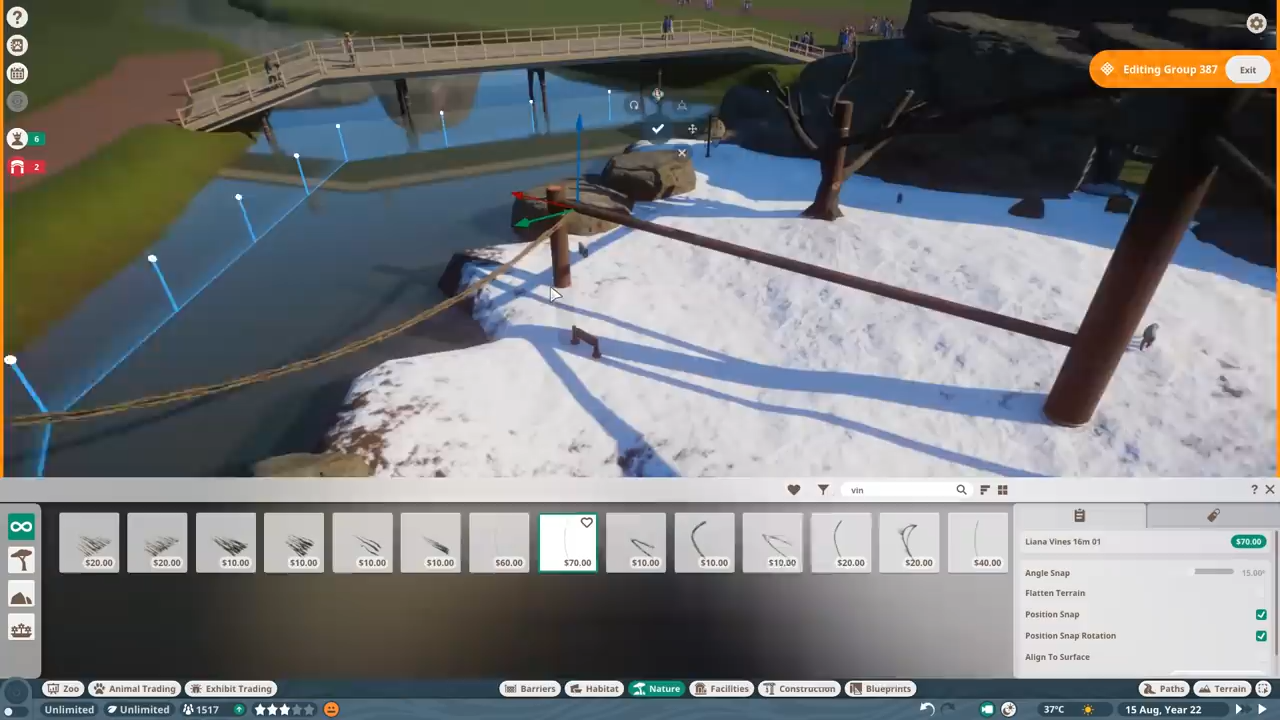 ?
Editing Group 387
Exit
6
2
vin
? ×
$20.00
$20.00
$10.00
$10.00
$10.00
$10.00
$60.00
$70.00
$10.00
$10.00
$10.00
$20.00
$20.00
$40.00
Liana Vines 16m 01
$70.00
Angle Snap
15.00°
Flatten Terrain
Position Snap
Position Snap Rotation
Align To Surface
Zoo
Animal Trading
Exhibit Trading
Barriers
Habitat
Nature
Facilities
Construction
Blueprints
Paths
Terrain
Unlimited
Unlimited
1517
37°C
15 Aug, Year 22